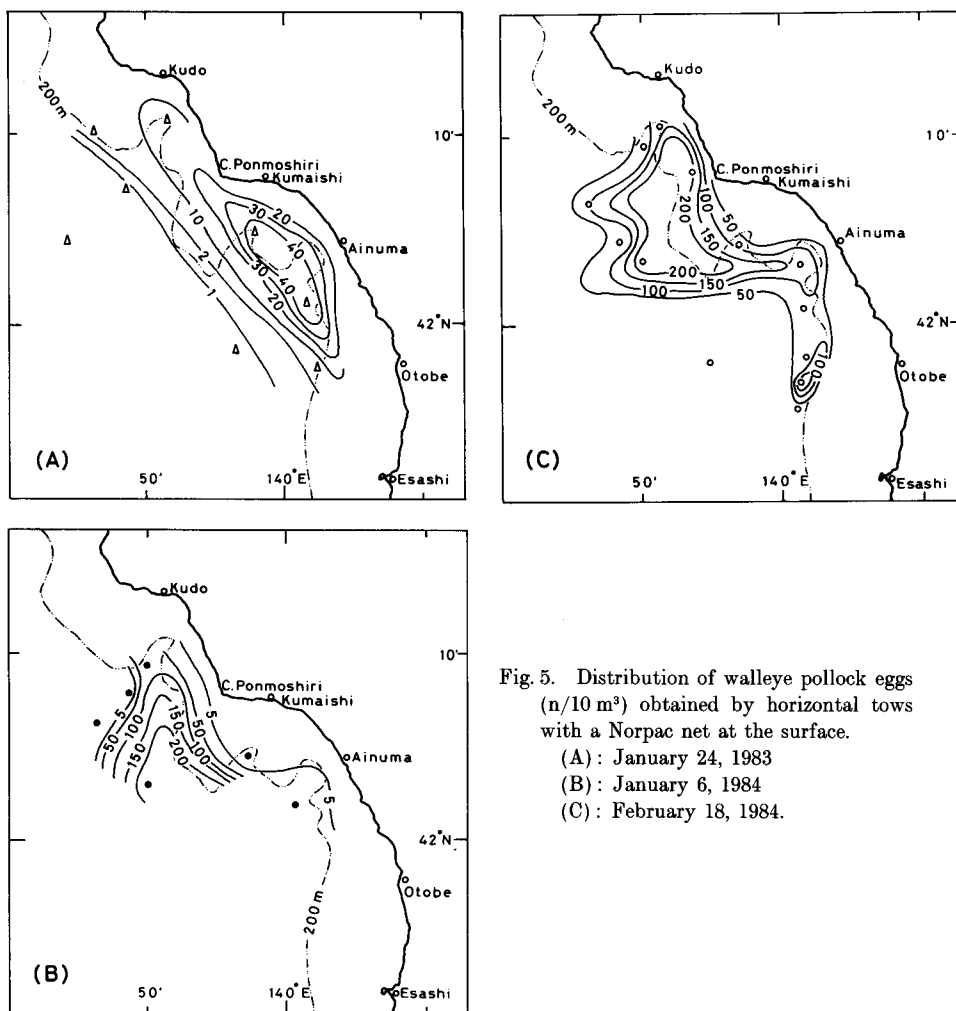 Kudo
200m
10'
C. Ponmoshiri
Kumaishi
Ainuma
30
20
40
10
2
1
30
40
20
42°N
Otobe
(A)
50'
140°E
Esashi
Kudo
200m
10'
C. Ponmoshiri
Kumaishi
200
100
50
150
Ainuma
200
100
150
50
42°N
100
Otobe
(C)
50'
140°E
Esashi
Kudo
10'
C. Ponmoshiri
Kumaishi
5
5
50
50
100
100
150
150
200
Ainuma
5
42°N
Otobe
200m
(B)
50'
140°E
Esashi
Fig. 5. Distribution of walleye pollock eggs
(n/10 m³) obtained by horizontal tows
with a Norpac net at the surface.
(A): January 24, 1983
(B): January 6, 1984
(C): February 18, 1984.